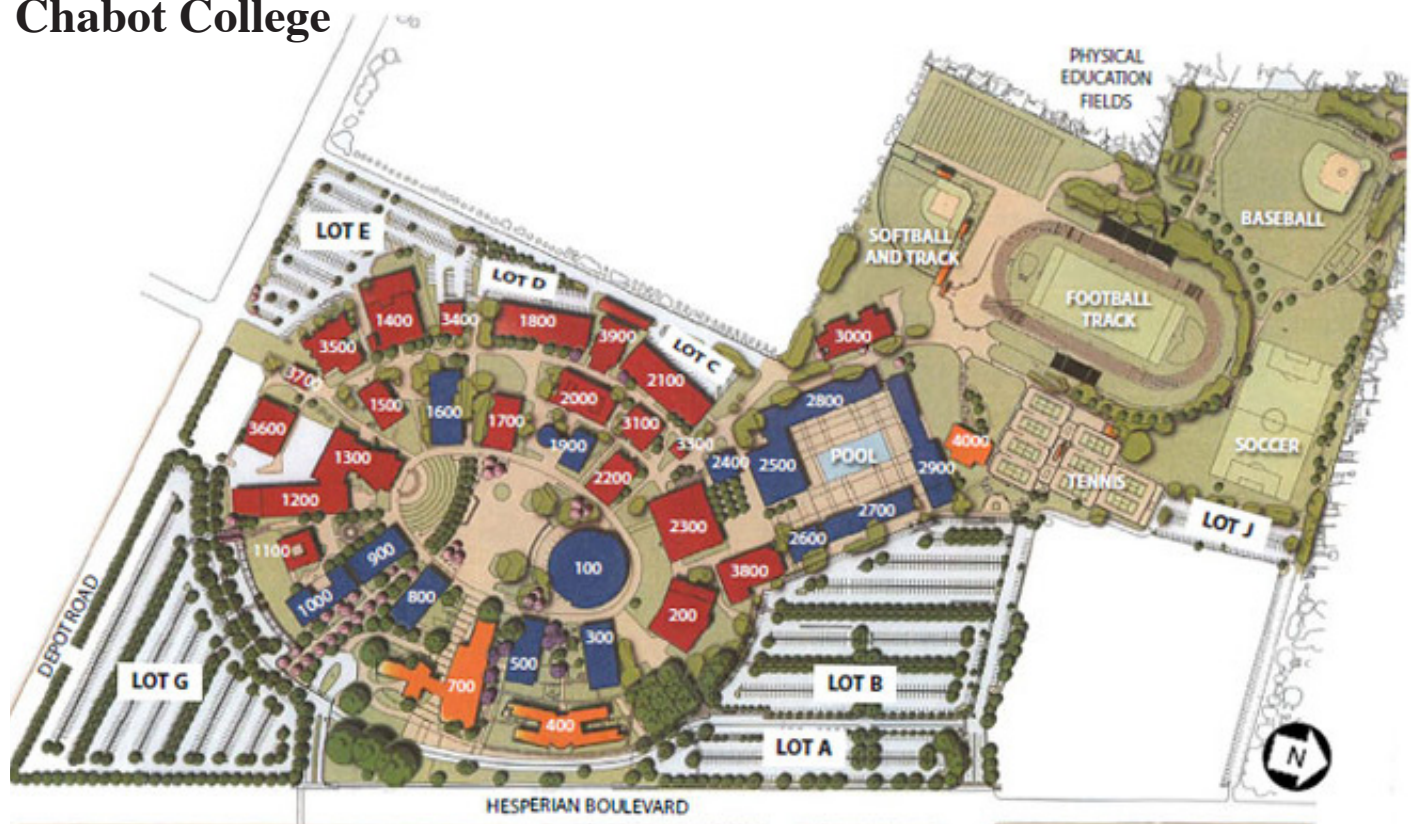 Chabot College
PHYSICAL
EDUCATION
FIELDS
LOT E
SOFTBALL
AND TRACK
BASEBALL
LOT D
FOOTBALL
TRACK
1400
3400
1800
3900
3000
3500
LOT C
2100
3700
1500
1600
2000
2800
3600
1700
3100
1900
3300
4000
SOCCER
1300
2400
2500
POOL
2900
2200
TENNIS
1200
2300
2700
LOT J
2600
1100
900
100
3800
1000
800
200
DEPOT ROAD
300
500
LOT G
700
LOT B
400
LOT A
N
HESPERIAN BOULEVARD